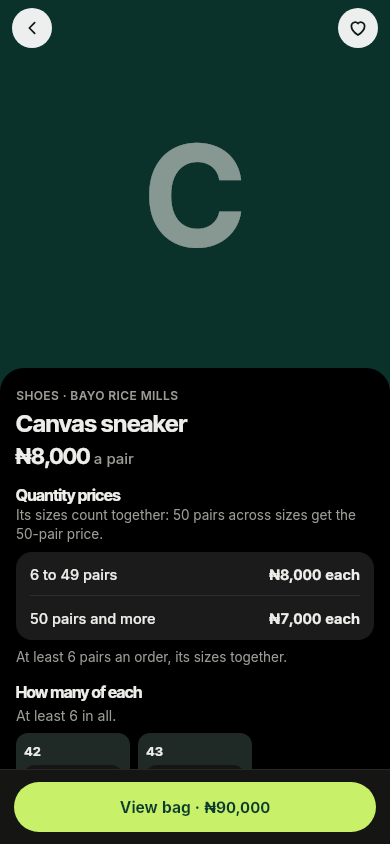 C
SHOES · BAYO RICE MILLS
Canvas sneaker
₦8,000 a pair
Quantity prices
Its sizes count together: 50 pairs across sizes get the
50-pair price.
6 to 49 pairs ₦8,000 each
50 pairs and more ₦7,000 each
At least 6 pairs an order, its sizes together.
How many of each
At least 6 in all.
42 43
View bag · ₦90,000